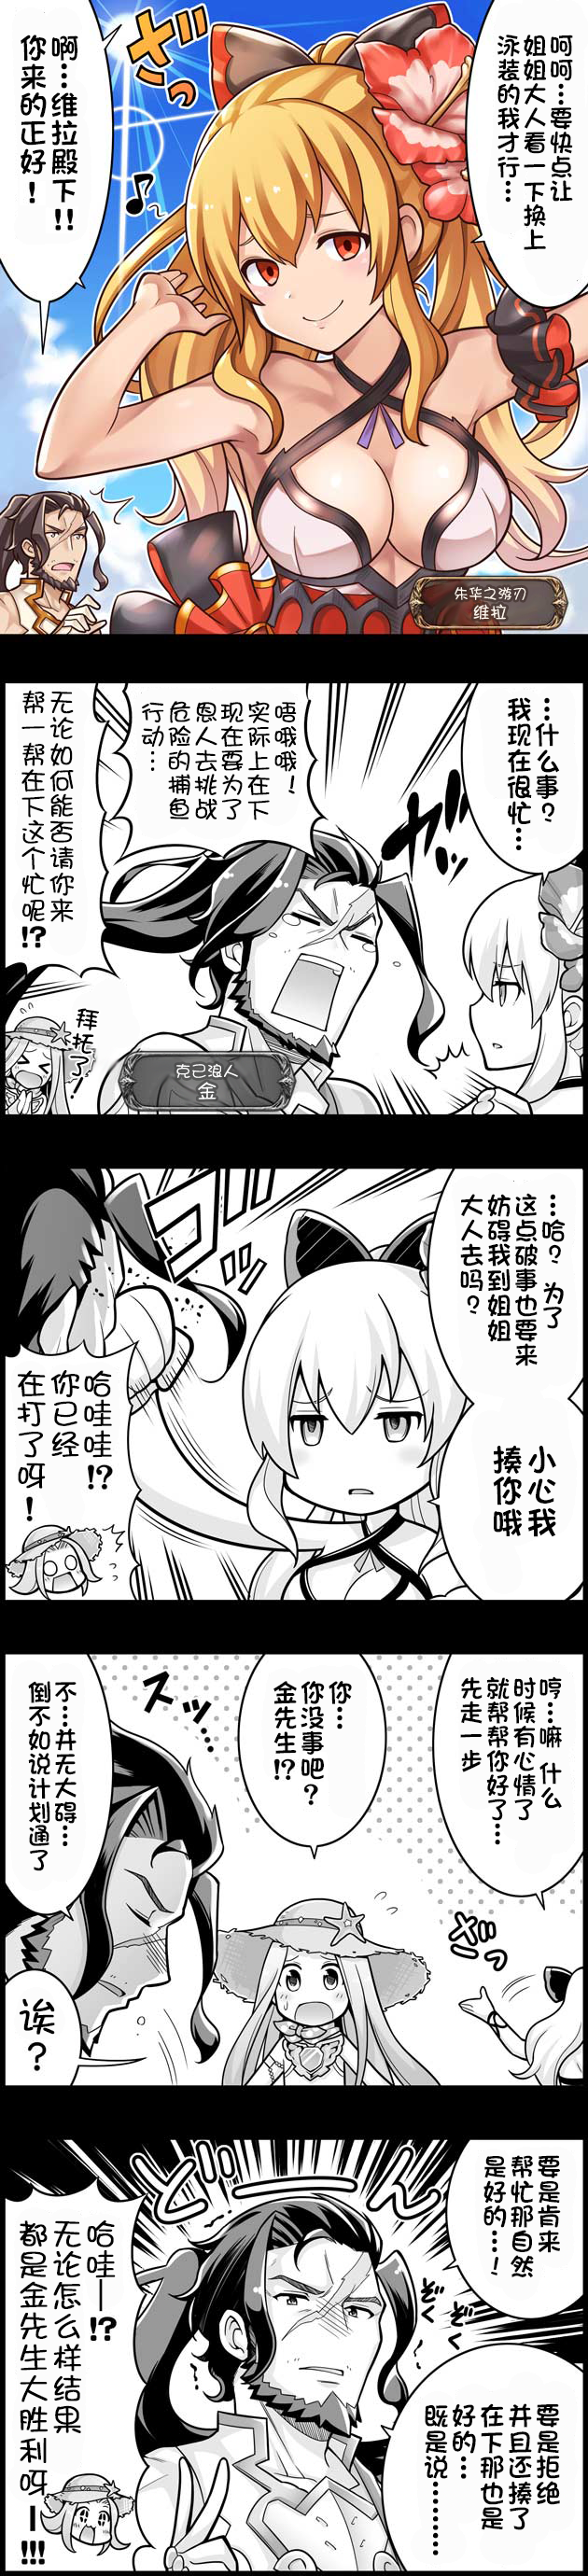 呵呵…要快点让
姐姐大人看一下换上
泳装的我才行…
ざっ
啊…维拉殿下!!
你来的正好！
♪～
朱华之游刃
维拉
…什么事？
我现在很忙…
ガバッ
唔哦哦！
实际上在下
现在要为了
恩人去挑战
危险的捕鱼
行动…
无论如何能否请你来
帮一帮在下这个忙呢!?
拜托了！
克己浪人
金
…哈？为了
这点破事也要来
妨碍我到姐姐
大人去吗？
小心我
揍你哦
ゴッ
哈哇哇!?
你已经
在打了呀！
哼…嘛 什么
时候有心情了
就帮帮你好了…
先走一步
ざっ
你…
你没事吧？
金先生!?
スッ…
不…并无大碍…
倒不如说计划通了
诶？
要是肯来
帮忙那自然
是好的…！
要是拒绝
并且还揍了
在下那也是
好的…
既是说………
どーん
ぞくぞく
哈哇—!?
无论怎么样结果
都是金先生大胜利呀—!!!